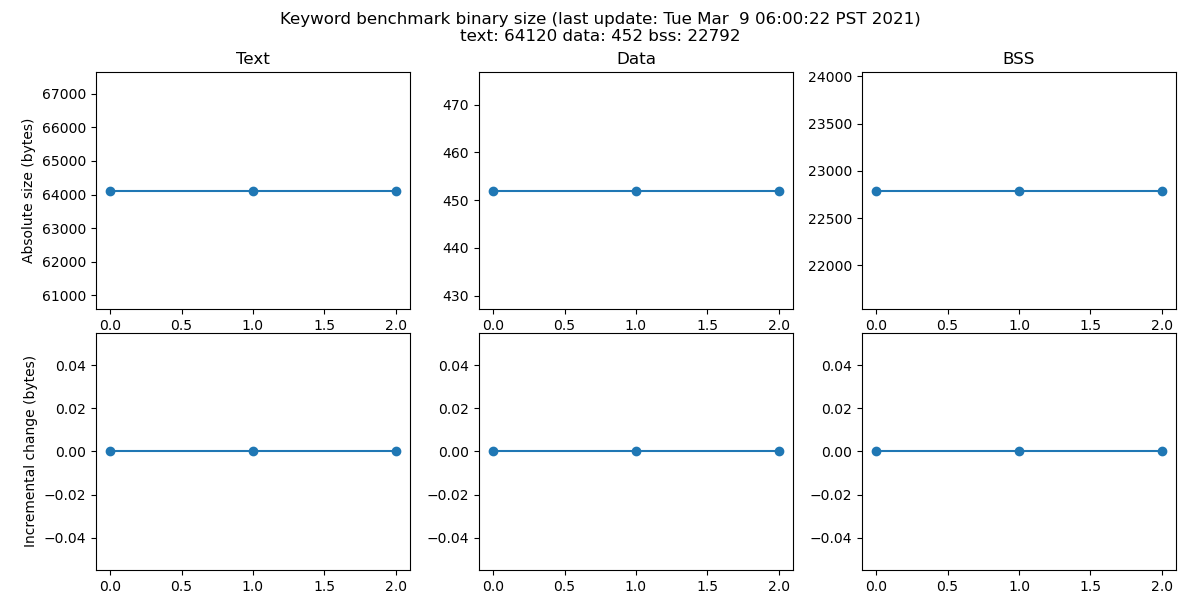 Keyword benchmark binary size (last update: Tue Mar  9 06:00:22 PST 2021)
text: 64120 data: 452 bss: 22792
Text
Data
BSS
Absolute size (bytes)
67000
66000
65000
64000
63000
62000
61000
0.0 0.5 1.0 1.5 2.0
470
460
450
440
430
0.0 0.5 1.0 1.5 2.0
24000
23500
23000
22500
22000
0.0 0.5 1.0 1.5 2.0
Incremental change (bytes)
0.04
0.02
0.00
−0.02
−0.04
0.0 0.5 1.0 1.5 2.0
0.04
0.02
0.00
−0.02
−0.04
0.0 0.5 1.0 1.5 2.0
0.04
0.02
0.00
−0.02
−0.04
0.0 0.5 1.0 1.5 2.0